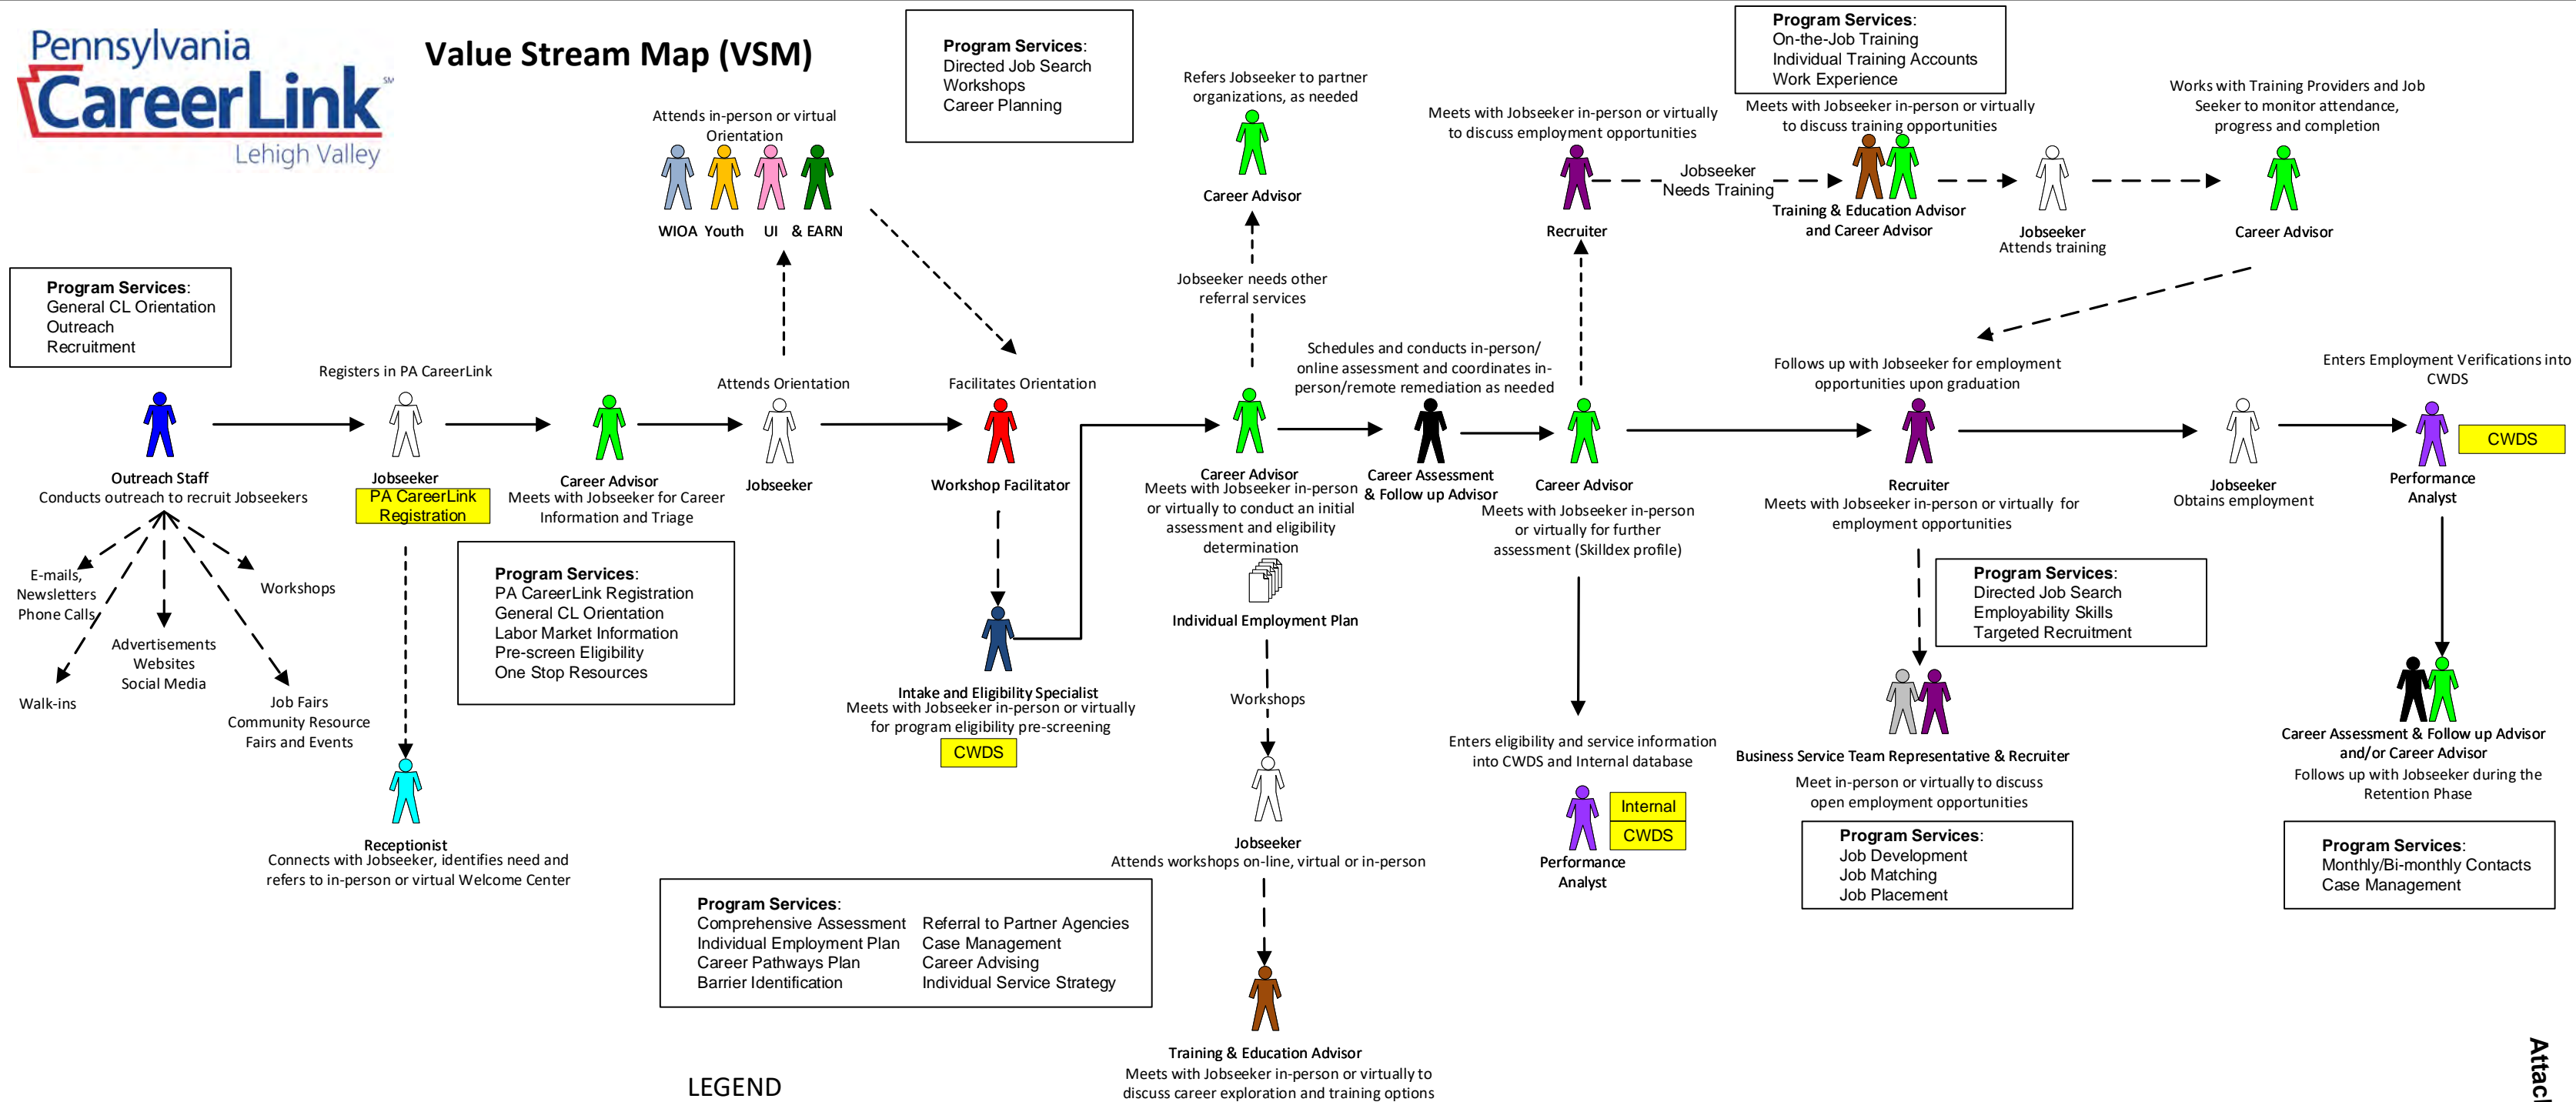 Pennsylvania
CareerLink
SM
Lehigh Valley
Value Stream Map (VSM)
Program Services:
Directed Job Search
Workshops
Career Planning
Program Services:
On-the-Job Training
Individual Training Accounts
Work Experience
Attends in-person or virtual
Orientation
WIOA Youth UI & EARN
Refers Jobseeker to partner
organizations, as needed
Career Advisor
Jobseeker needs other
referral services
Meets with Jobseeker in-person or virtually
to discuss employment opportunities
Recruiter
Jobseeker
Needs Training
Meets with Jobseeker in-person or virtually
to discuss training opportunities
Training & Education Advisor
and Career Advisor
Jobseeker
Attends training
Works with Training Providers and Job
Seeker to monitor attendance,
progress and completion
Career Advisor
Program Services:
General CL Orientation
Outreach
Recruitment
Outreach Staff
Conducts outreach to recruit Jobseekers
E-mails,
Newsletters
Phone Calls
Walk-ins
Advertisements
Websites
Social Media
Job Fairs
Community Resource
Fairs and Events
Workshops
Registers in PA CareerLink
Jobseeker
PA CareerLink
Registration
Receptionist
Connects with Jobseeker, identifies need and
refers to in-person or virtual Welcome Center
Career Advisor
Meets with Jobseeker for Career
Information and Triage
Program Services:
PA CareerLink Registration
General CL Orientation
Labor Market Information
Pre-screen Eligibility
One Stop Resources
Attends Orientation
Jobseeker
Facilitates Orientation
Workshop Facilitator
Intake and Eligibility Specialist
Meets with Jobseeker in-person or virtually
for program eligibility pre-screening
CWDS
Career Advisor
Meets with Jobseeker in-person
or virtually to conduct an initial
assessment and eligibility
determination
Individual Employment Plan
Workshops
Jobseeker
Attends workshops on-line, virtual or in-person
Training & Education Advisor
Meets with Jobseeker in-person or virtually to
discuss career exploration and training options
Program Services:
Comprehensive Assessment Referral to Partner Agencies
Individual Employment Plan Case Management
Career Pathways Plan Career Advising
Barrier Identification Individual Service Strategy
Schedules and conducts in-person/
online assessment and coordinates in-
person/remote remediation as needed
Career Assessment
& Follow up Advisor
Career Advisor
Meets with Jobseeker in-person
or virtually for further
assessment (Skilldex profile)
Enters eligibility and service information
into CWDS and Internal database
Internal
CWDS
Performance
Analyst
Follows up with Jobseeker for employment
opportunities upon graduation
Recruiter
Meets with Jobseeker in-person or virtually for
employment opportunities
Program Services:
Directed Job Search
Employability Skills
Targeted Recruitment
Business Service Team Representative & Recruiter
Meet in-person or virtually to discuss
open employment opportunities
Program Services:
Job Development
Job Matching
Job Placement
Jobseeker
Obtains employment
Enters Employment Verifications into
CWDS
CWDS
Performance
Analyst
Career Assessment & Follow up Advisor
and/or Career Advisor
Follows up with Jobseeker during the
Retention Phase
Program Services:
Monthly/Bi-monthly Contacts
Case Management
LEGEND